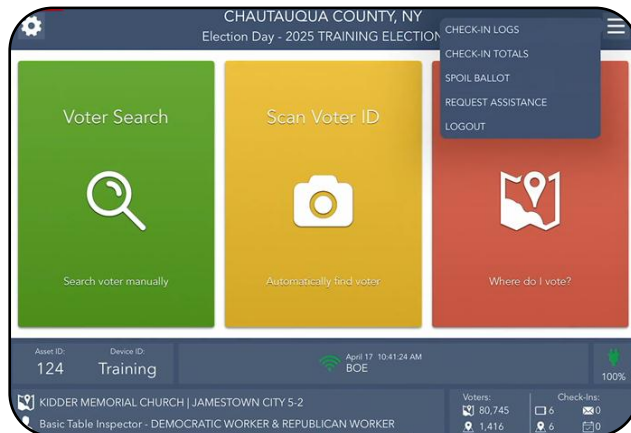 CHAUTAUQUA COUNTY, NY
Election Day - 2025 TRAINING ELECTION
CHECK-IN LOGS
CHECK-IN TOTALS
SPOIL BALLOT
REQUEST ASSISTANCE
LOGOUT
Voter Search
Scan Voter ID
Search voter manually
Automatically find voter
Where do I vote?
Asset ID:
124
Device ID:
Training
April 17 10:41:24 AM
BOE
100%
KIDDER MEMORIAL CHURCH | JAMESTOWN CITY 5-2
Basic Table Inspector - DEMOCRATIC WORKER & REPUBLICAN WORKER
Voters:
80,745
1,416
Check-Ins:
6 0
6 0